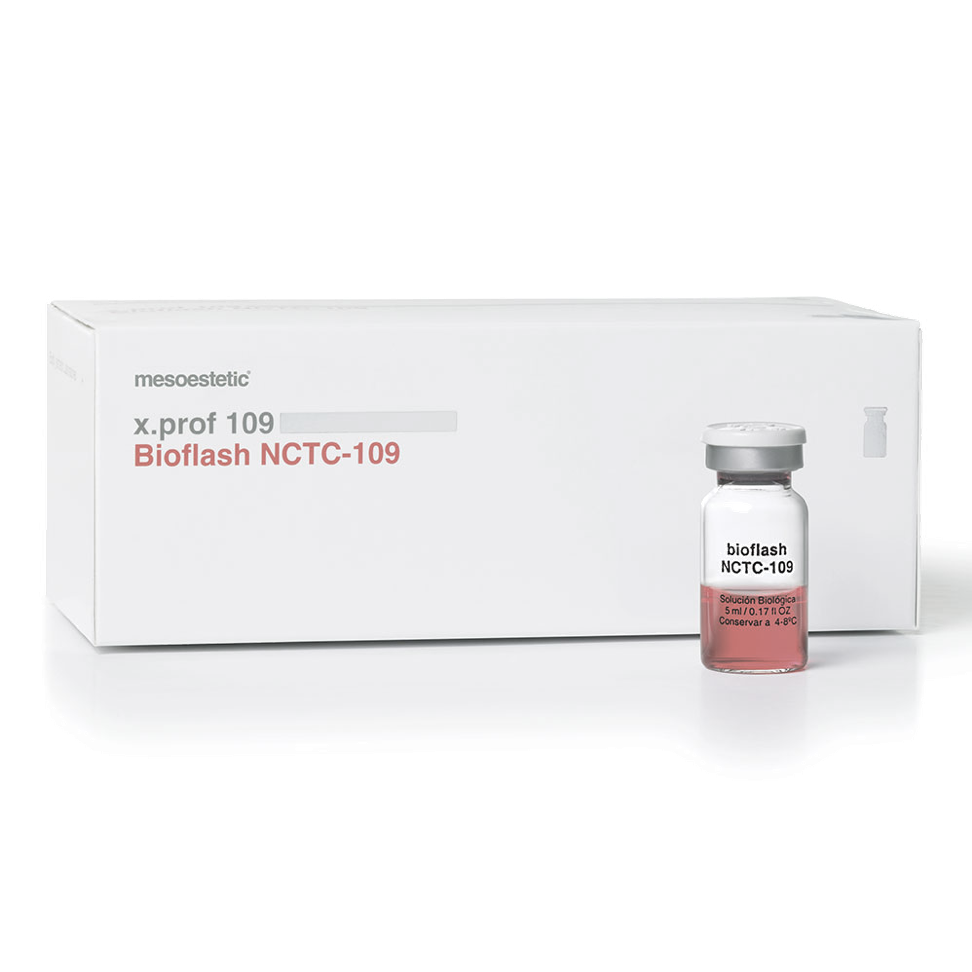 mesoestetic®
x.prof 109
Bioflash NCTC-109
bioflash
NCTC-109
Solución Biológica
5 ml / 0.17 fl OZ
Conservar a 4-8ºC